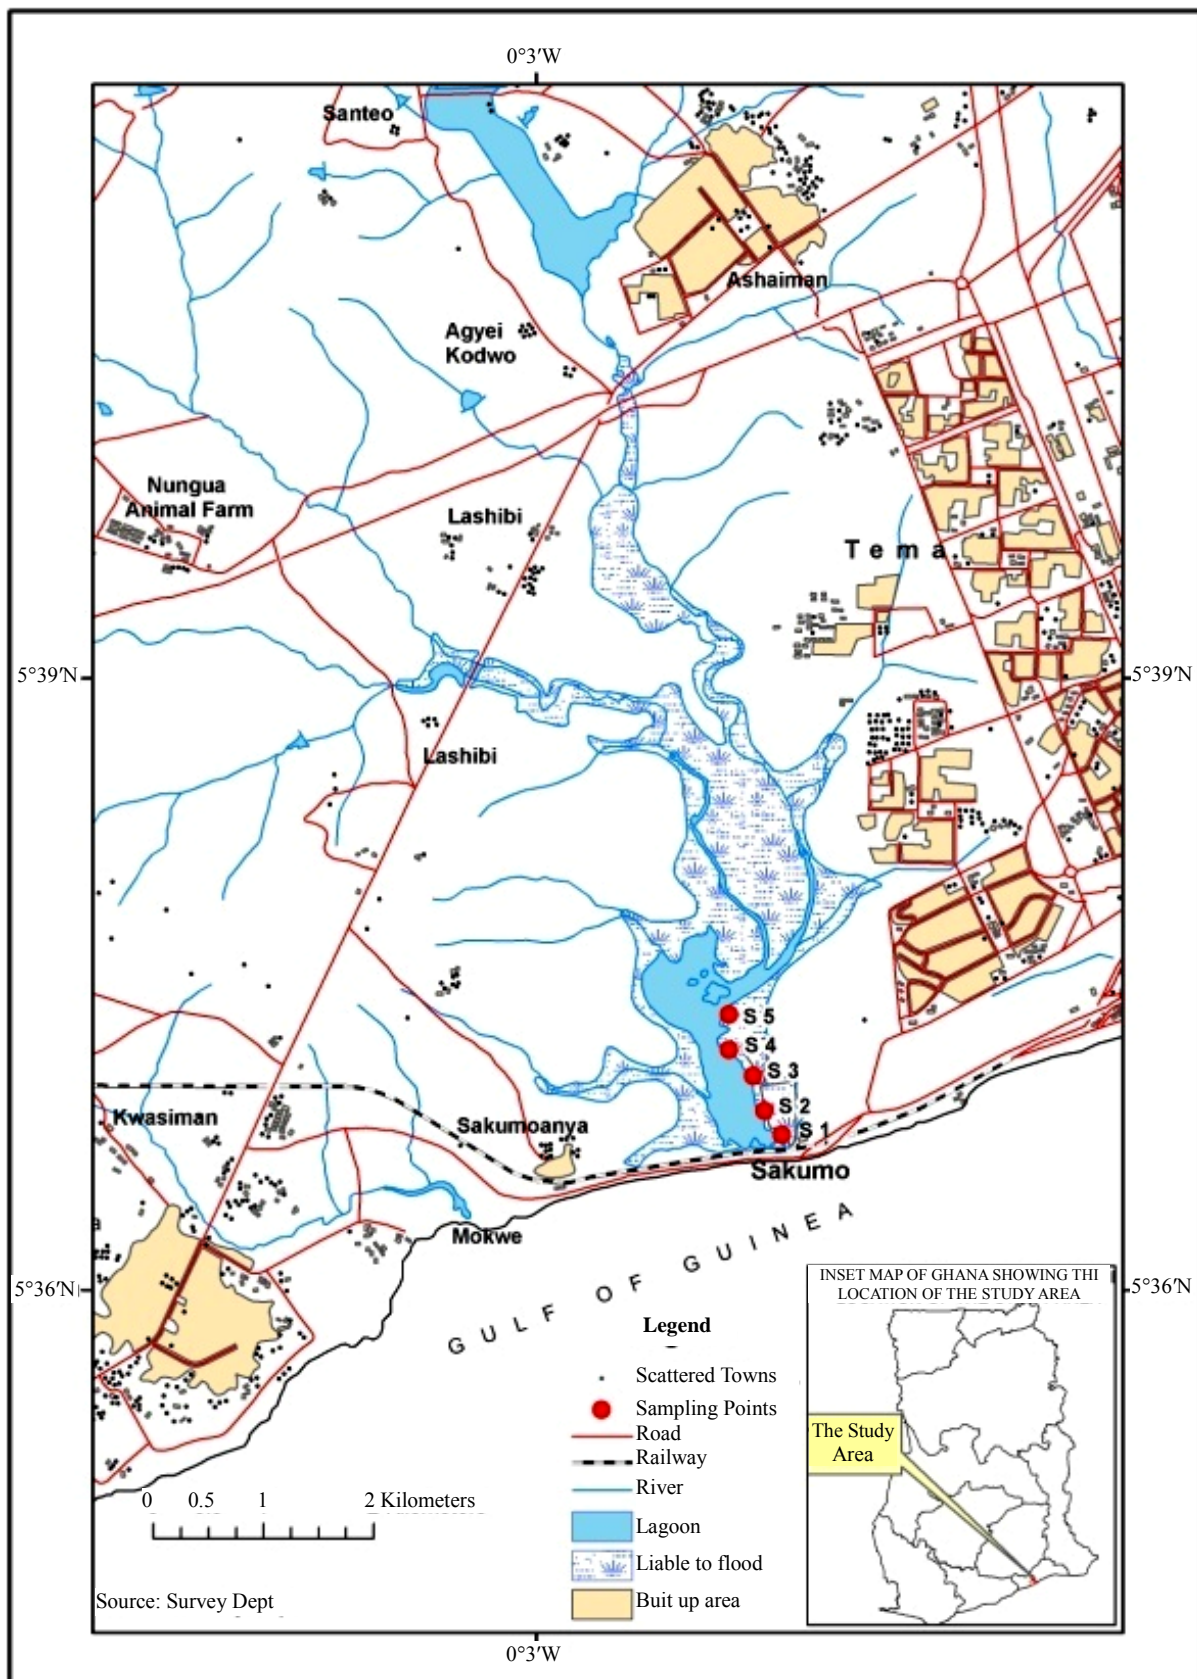 0°3′W
Santeo
Ashaiman
Agyei
Kodwo
Nungua
Animal Farm
Lashibi
Tema
5°39′N
5°39′N
Lashibi
S 5
S 4
S 3
S 2
S 1
Kwasiman
Sakumoanya
Sakumo
Mokwe
a
GULF OF GUINEA
5°36′N
5°36′N
INSET MAP OF GHANA SHOWING THI
LOCATION OF THE STUDY AREA
The Study
Area
Legend
Scattered Towns
Sampling Points
Road
Railway
River
Lagoon
Liable to flood
Buit up area
0 0.5 1 2 Kilometers
Source: Survey Dept
0°3′W